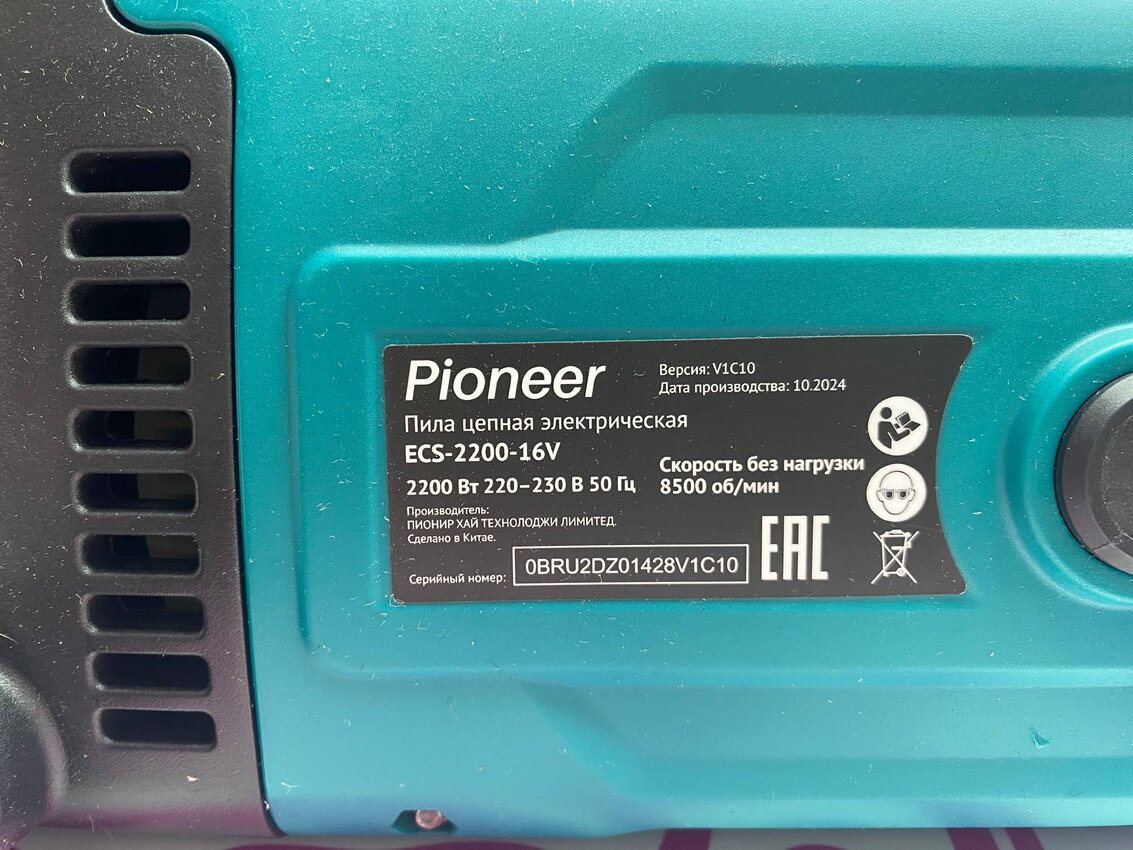 Pioneer
Версия: V1C10
Дата производства: 10.2024
Пила цепная электрическая
ECS-2200-16V
2200 Вт 220–230 В 50 Гц
Скорость без нагрузки
8500 об/мин
Производитель:
ПИОНИР ХАЙ ТЕХНОЛОДЖИ ЛИМИТЕД.
Сделано в Китае.
Серийный номер: 0BRU2DZ01428V1C10
EAC